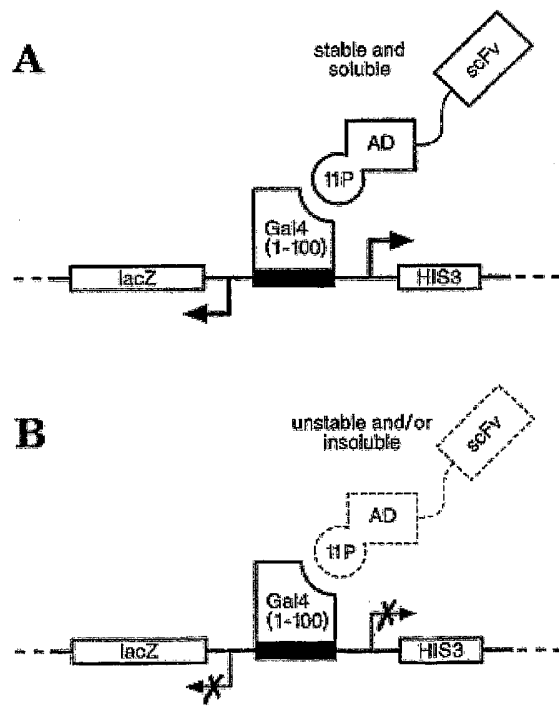 A
stable and
soluble
scFv
AD
11P
Gal4
(1-100)
lacZ
HIS3
B
unstable and/or
insoluble
scFv
AD
11P
Gal4
(1-100)
lacZ
HIS3